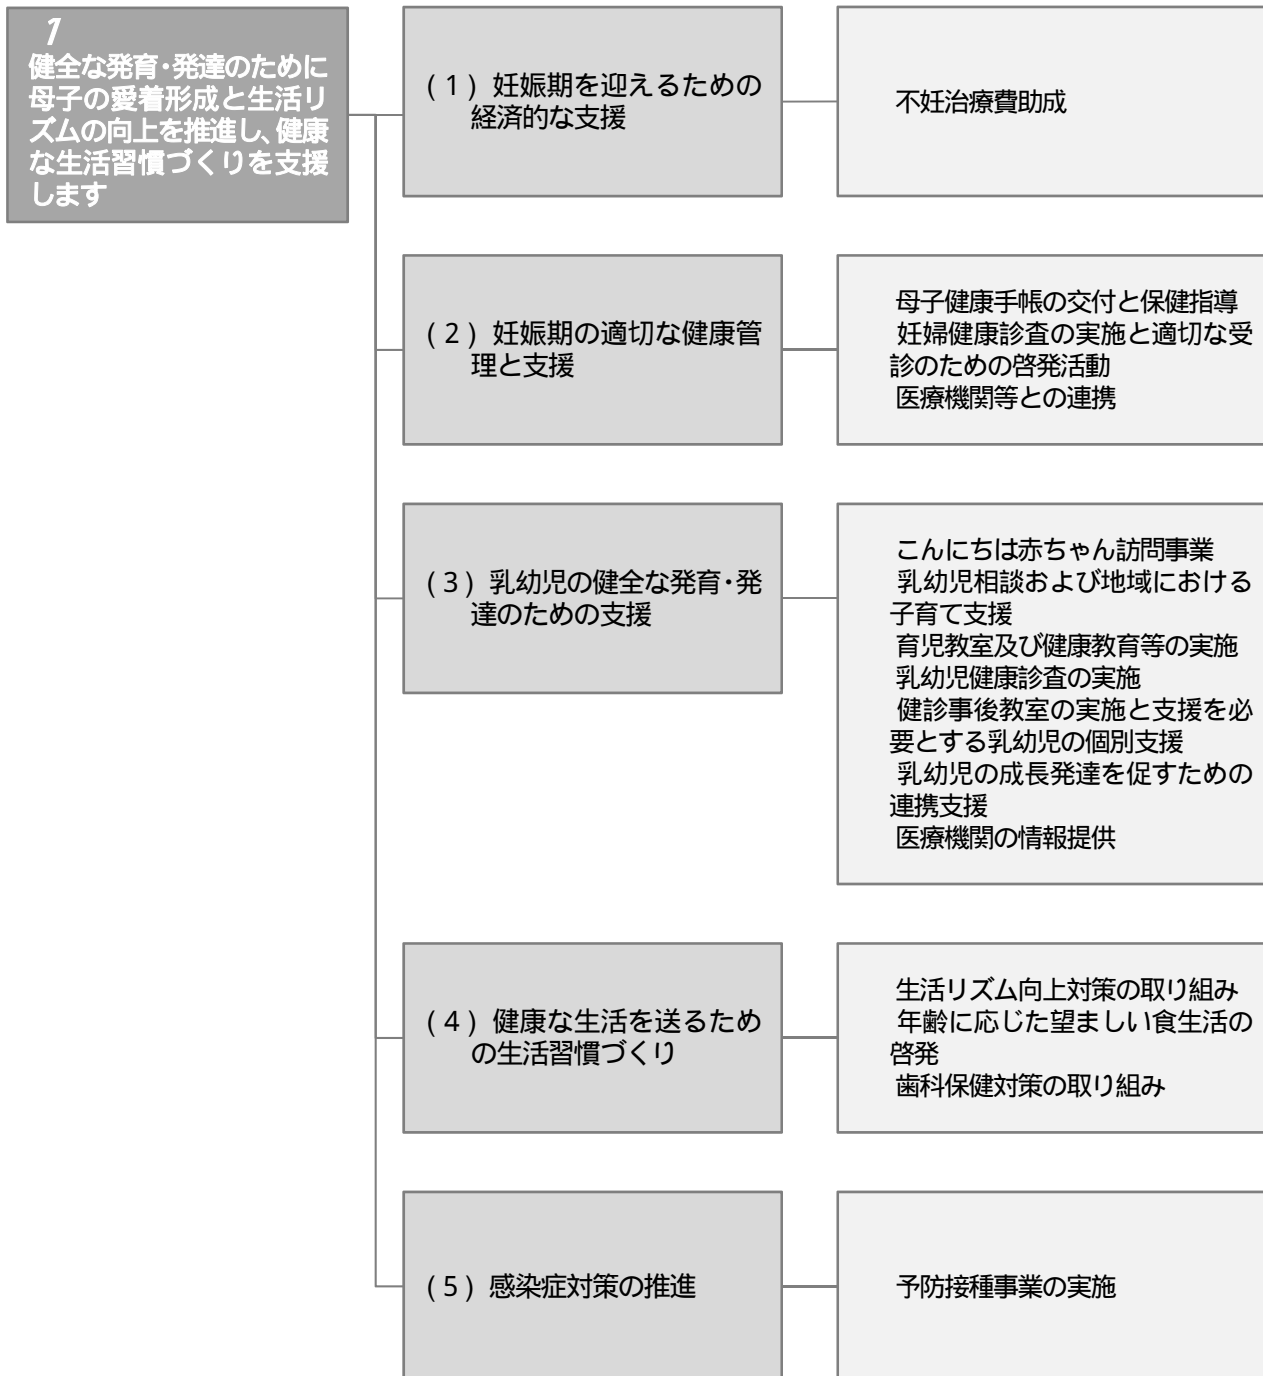 1
健全な発育・発達のために
母子の愛着形成と生活リ
ズムの向上を推進し、健康
な生活習慣づくりを支援
します
(1) 妊娠期を迎えるための
経済的な支援
不妊治療費助成
(2) 妊娠期の適切な健康管
理と支援
母子健康手帳の交付と保健指導
妊婦健康診査の実施と適切な受
診のための啓発活動
医療機関等との連携
(3) 乳幼児の健全な発育・発
達のための支援
こんにちは赤ちゃん訪問事業
乳幼児相談および地域における
子育て支援
育児教室及び健康教育等の実施
乳幼児健康診査の実施
健診事後教室の実施と支援を必
要とする乳幼児の個別支援
乳幼児の成長発達を促すための
連携支援
医療機関の情報提供
(4) 健康な生活を送るため
の生活習慣づくり
生活リズム向上対策の取り組み
年齢に応じた望ましい食生活の
啓発
歯科保健対策の取り組み
(5) 感染症対策の推進
予防接種事業の実施